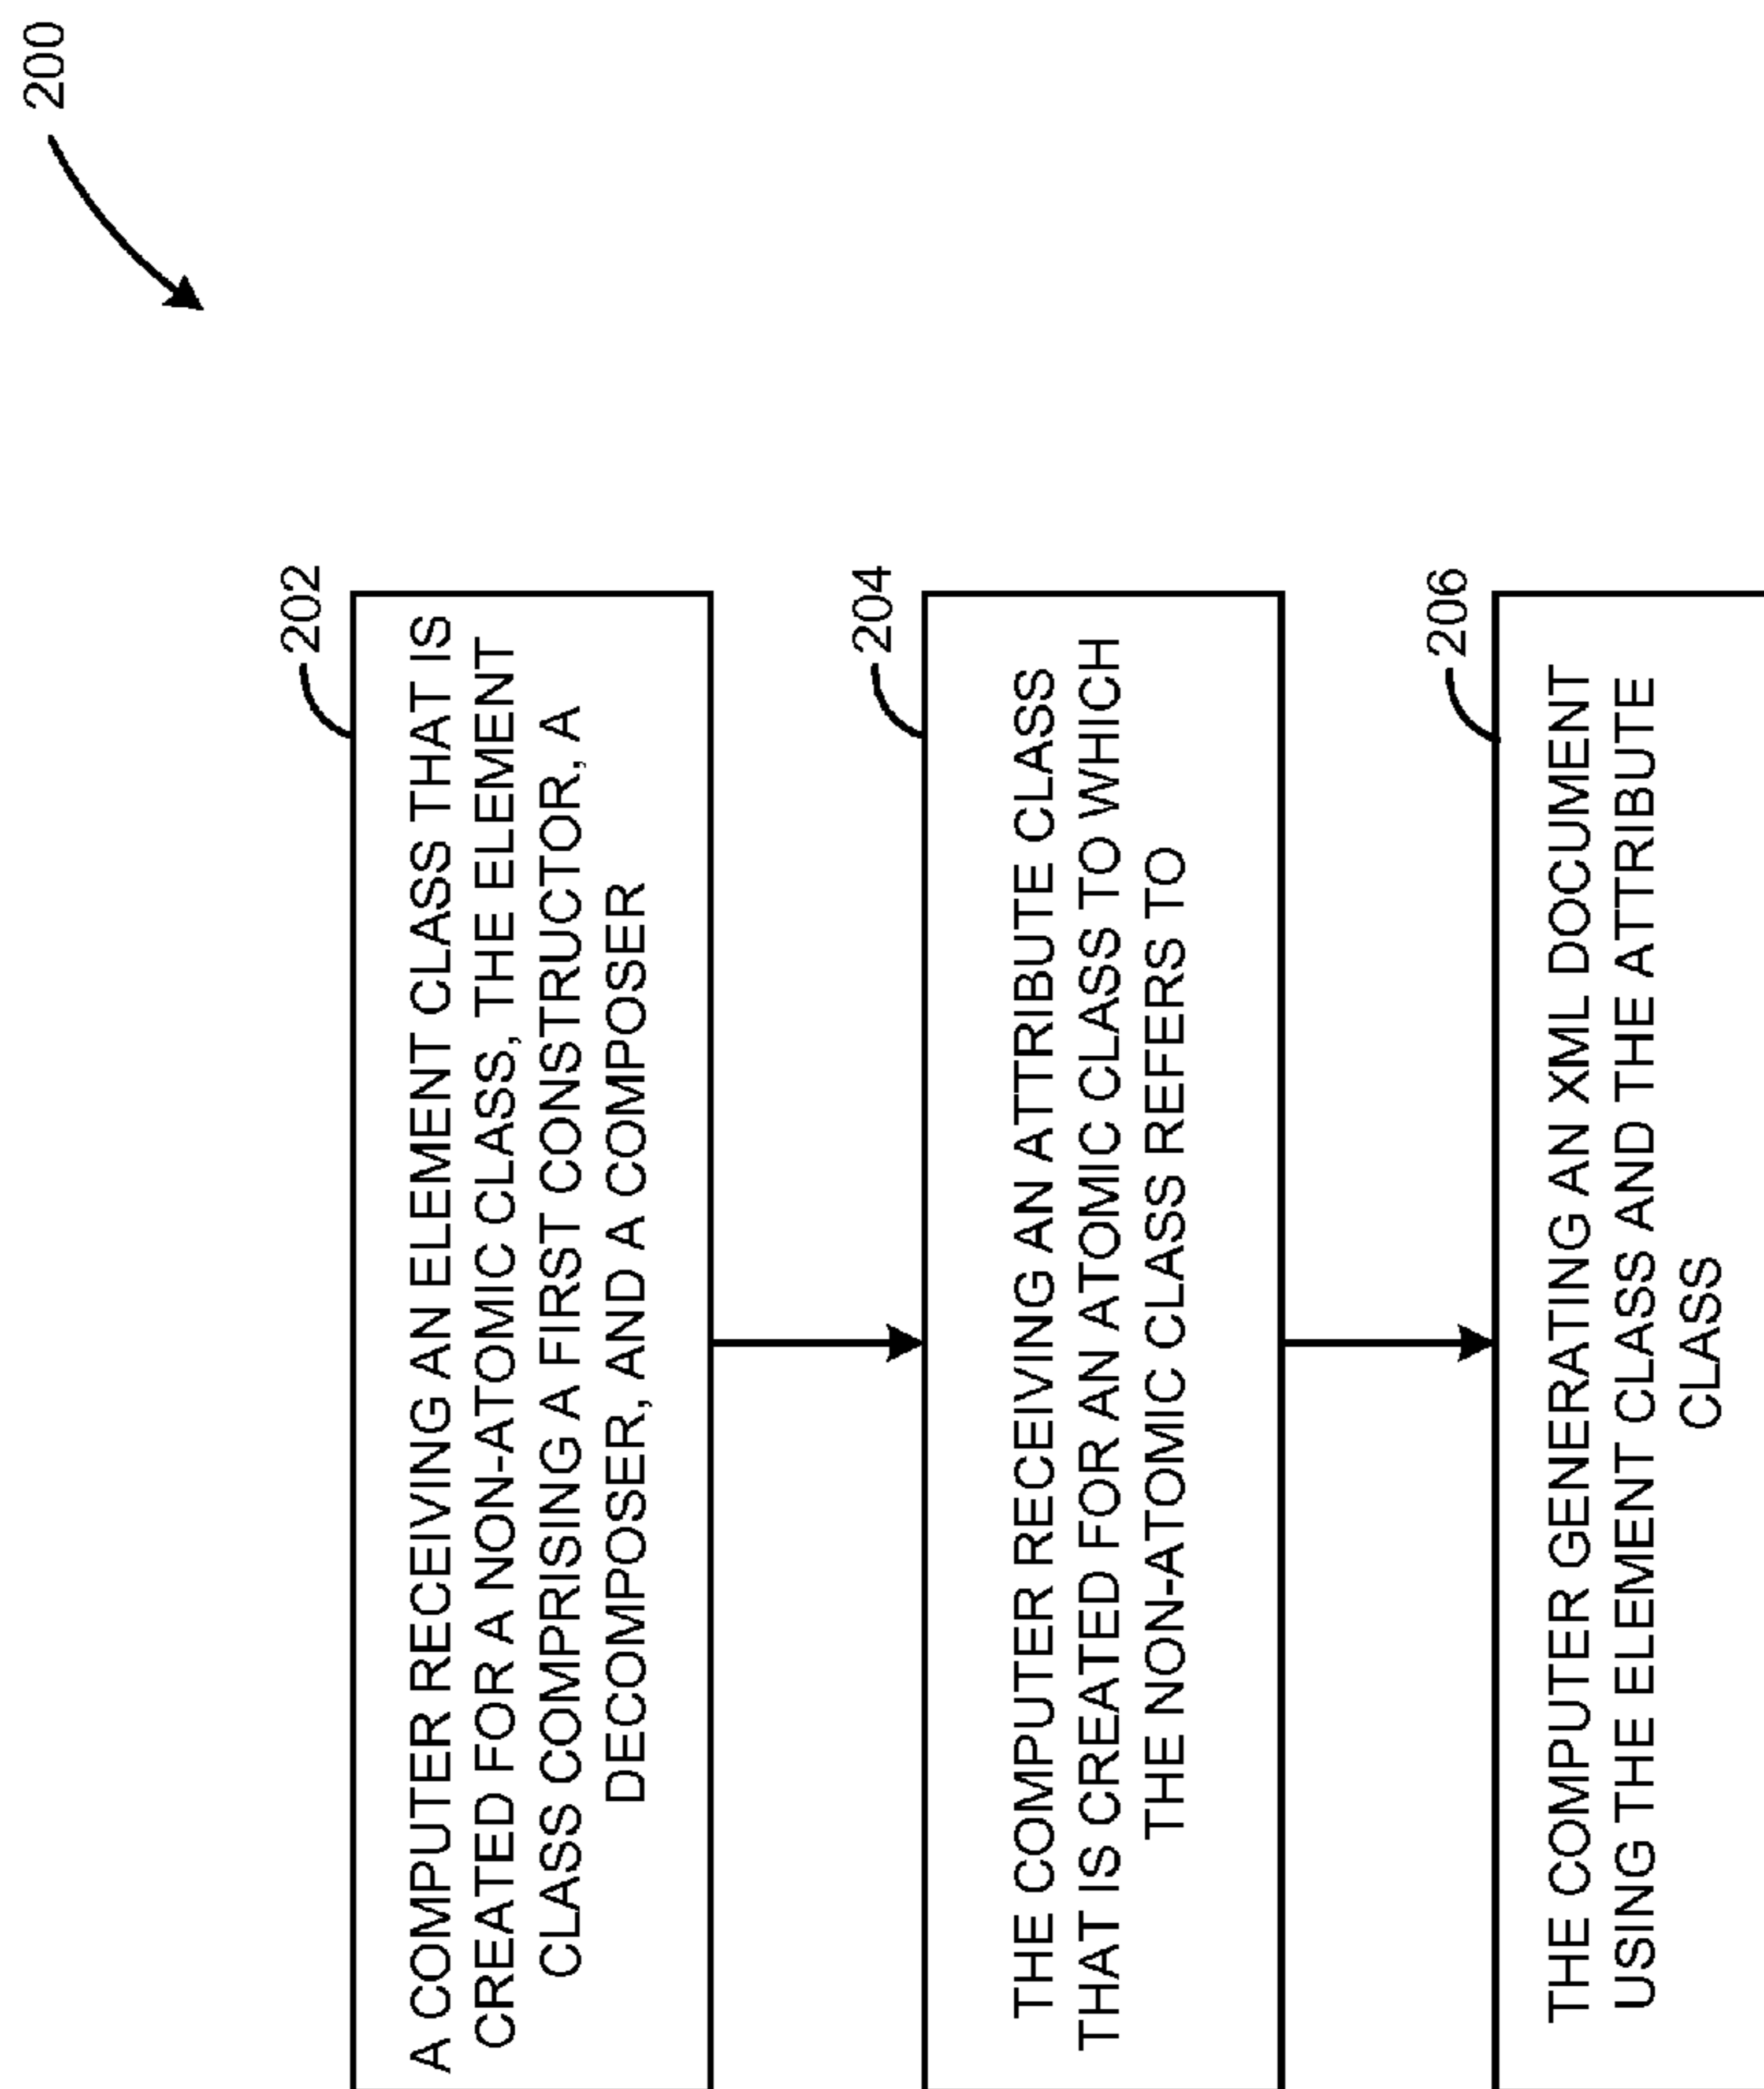 200
202
A COMPUTER RECEIVING AN ELEMENT CLASS THAT IS
CREATED FOR A NON-ATOMIC CLASS, THE ELEMENT
CLASS COMPRISING A FIRST CONSTRUCTOR, A
DECOMPOSER, AND A COMPOSER
204
THE COMPUTER RECEIVING AN ATTRIBUTE CLASS
THAT IS CREATED FOR AN ATOMIC CLASS TO WHICH
THE NON-ATOMIC CLASS REFERS TO
206
THE COMPUTER GENERATING AN XML DOCUMENT
USING THE ELEMENT CLASS AND THE ATTRIBUTE
CLASS